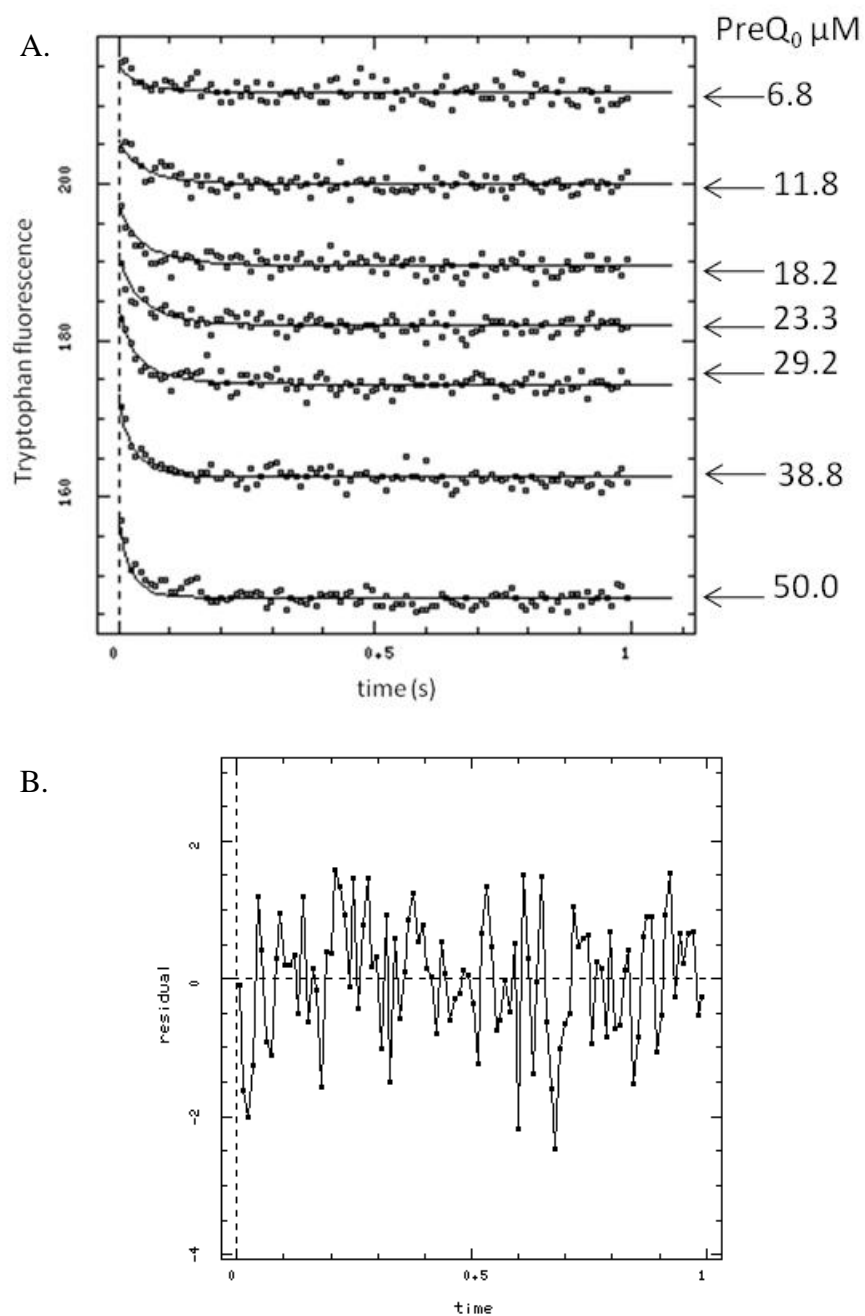 A.
PreQ0 µM
6.8
11.8
18.2
23.3
29.2
38.8
50.0
Tryptophan fluorescence
200
180
160
0
0.5
1
time (s)
B.
residual
2
0
-2
-4
0
0.5
1
time